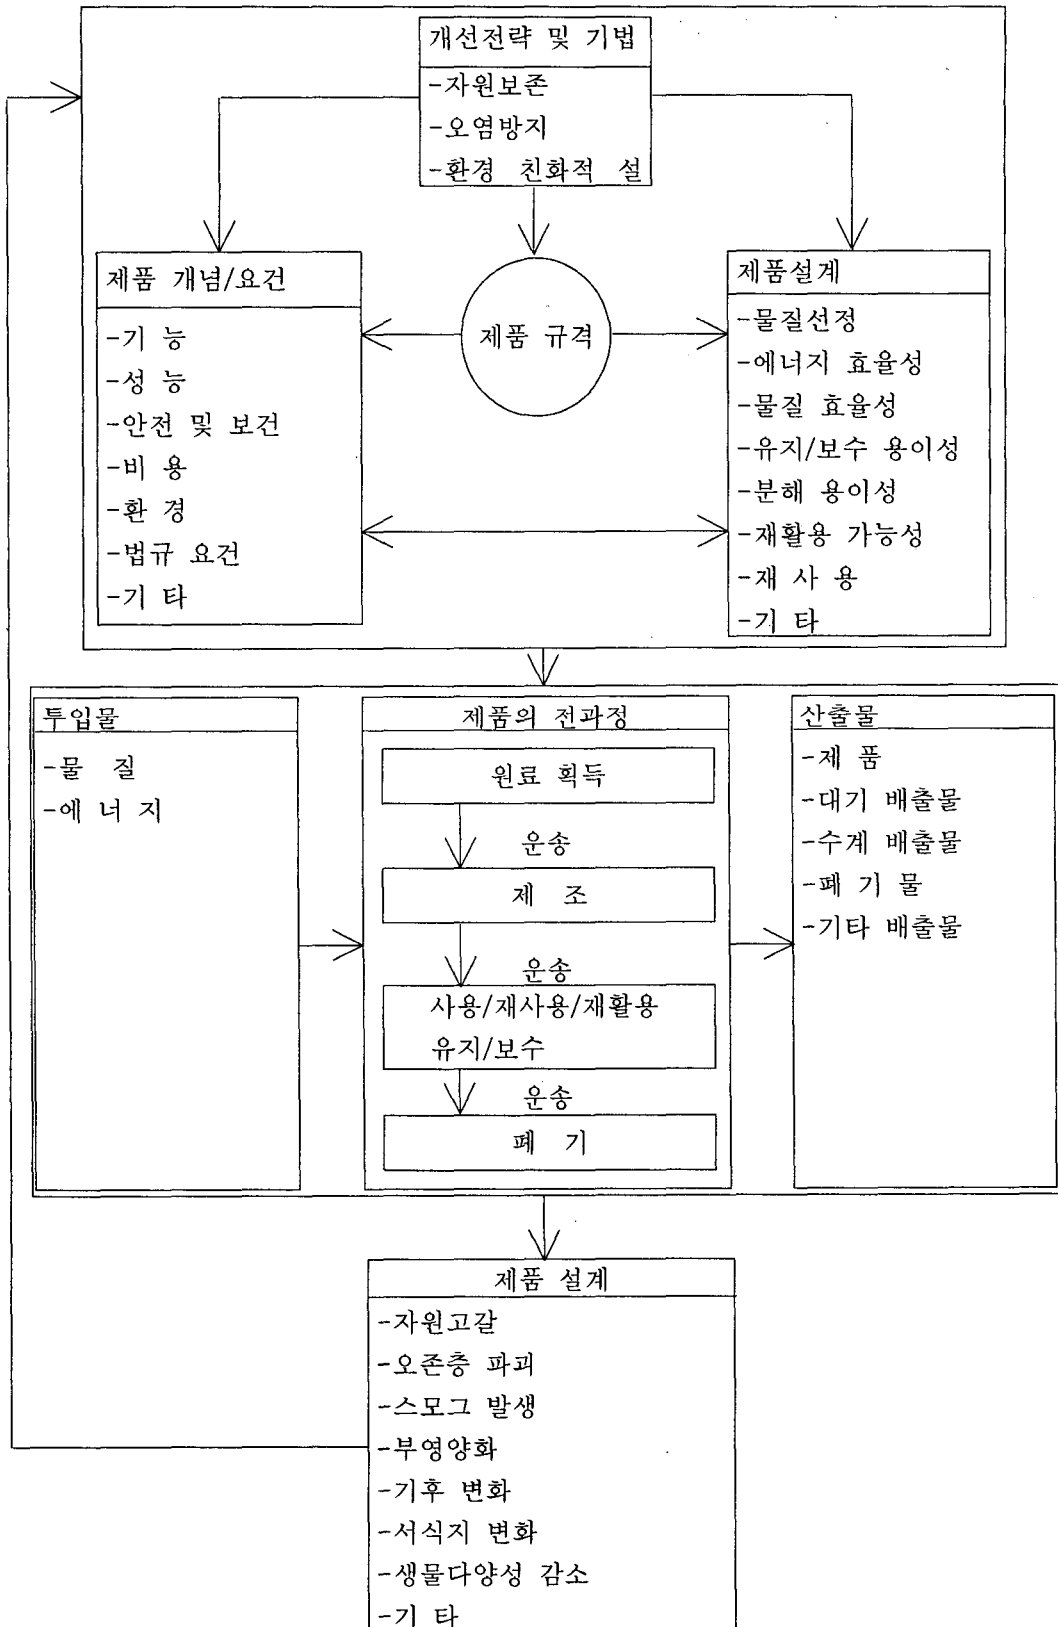 개선전략 및 기법
-자원보존
-오염방지
-환경 친화적 설
제품 개념/요건
-기 능
-성 능
-안전 및 보건
-비 용
-환 경
-법규 요건
-기 타
제품 규격
제품설계
-물질선정
-에너지 효율성
-물질 효율성
-유지/보수 용이성
-분해 용이성
-재활용 가능성
-재 사 용
-기 타
투입물
-물 질
-에 너 지
제품의 전과정
원료 획득
운송
제 조
운송
사용/재사용/재활용
유지/보수
운송
폐 기
산출물
-제 품
-대기 배출물
-수계 배출물
-폐 기 물
-기타 배출물
제품 설계
-자원고갈
-오존층 파괴
-스모그 발생
-부영양화
-기후 변화
-서식지 변화
-생물다양성 감소
-기 타